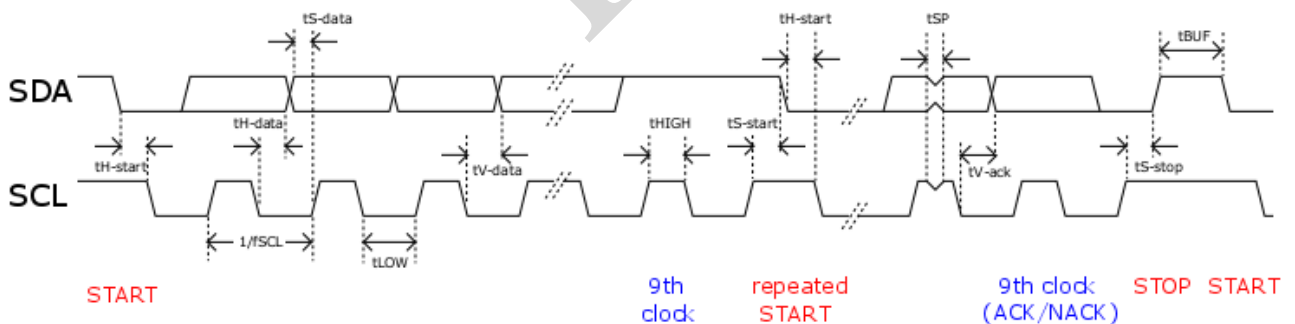 tS-data
tH-start
tSP
tBUF
SDA
tH-data
tHIGH
tS-start
tH-start
tV-data
tV-ack
tS-stop
SCL
1/fSCL
tLOW
START
9th
clock
repeated
START
9th clock
(ACK/NACK)
STOP
START